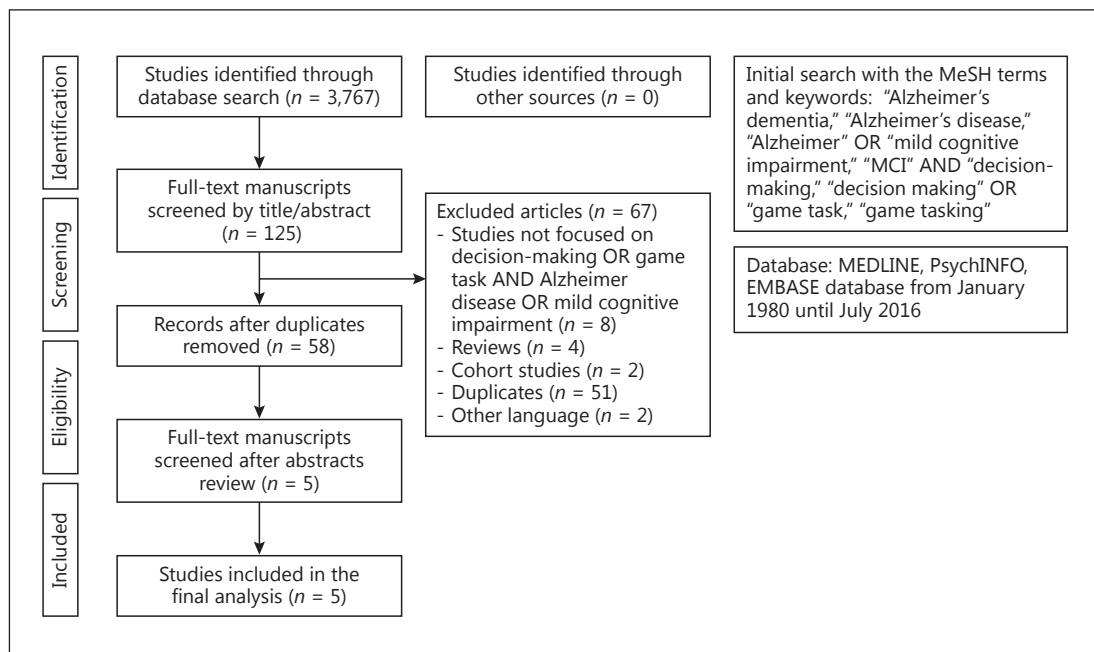 Identification
Studies identified through
database search (n = 3,767)
Studies identified through
other sources (n = 0)
Initial search with the MeSH terms
and keywords: “Alzheimer’s
dementia,” “Alzheimer’s disease,”
“Alzheimer” OR “mild cognitive
impairment,” “MCI” AND “decision-
making,” “decision making” OR
“game task,” “game tasking”
Screening
Full-text manuscripts
screened by title/abstract
(n = 125)
Excluded articles (n = 67)
- Studies not focused on
decision-making OR game
task AND Alzheimer
disease OR mild cognitive
impairment (n = 8)
- Reviews (n = 4)
- Cohort studies (n = 2)
- Duplicates (n = 51)
- Other language (n = 2)
Database: MEDLINE, PsychINFO,
EMBASE database from January
1980 until July 2016
Records after duplicates
removed (n = 58)
Eligibility
Full-text manuscripts
screened after abstracts
review (n = 5)
Included
Studies included in the
final analysis (n = 5)